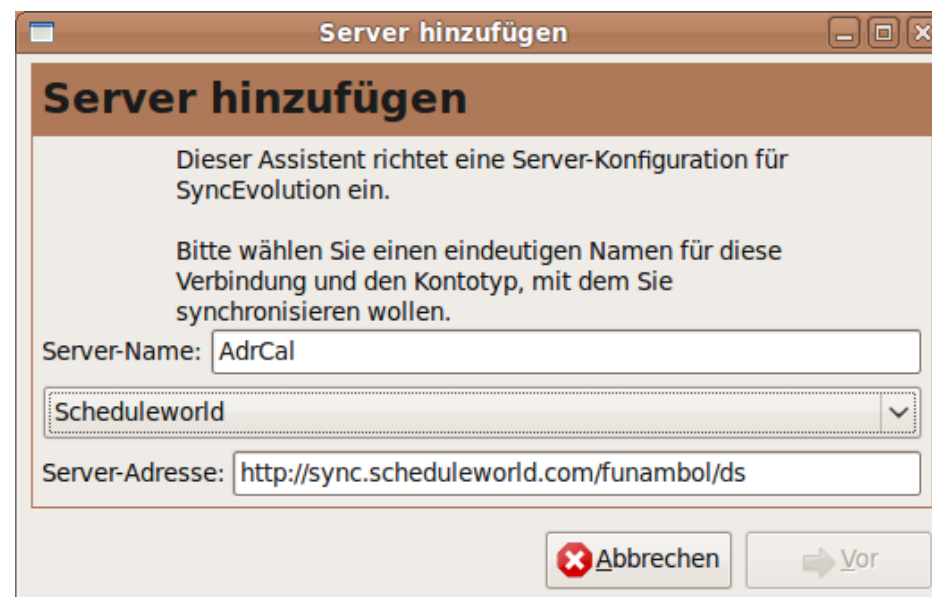 Server hinzufügen
Server hinzufügen
Dieser Assistent richtet eine Server-Konfiguration für
SyncEvolution ein.
Bitte wählen Sie einen eindeutigen Namen für diese
Verbindung und den Kontotyp, mit dem Sie
synchronisieren wollen.
Server-Name: AdrCal
Scheduleworld
Server-Adresse: http://sync.scheduleworld.com/funambol/ds
Abbrechen Vor